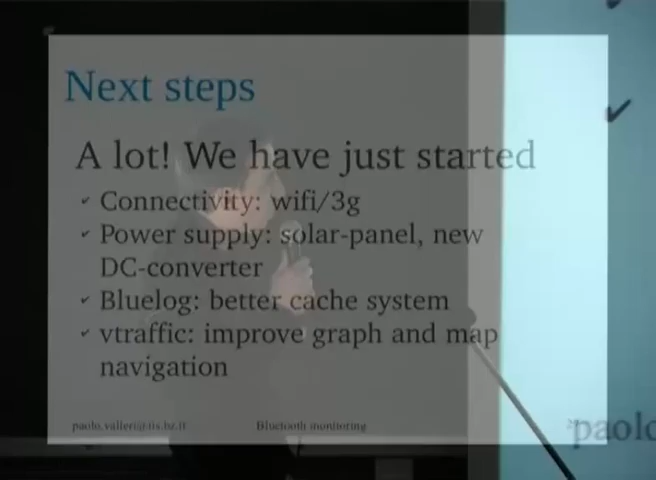 Next steps
A lot! We have just started
✔ Connectivity: wifi/3g
✔ Power supply: solar-panel, new
DC-converter
✔ Bluelog: better cache system
✔ vtraffic: improve graph and map
navigation
paolo.valleri@tis.bz.it Bluetooth monitoring
paolo